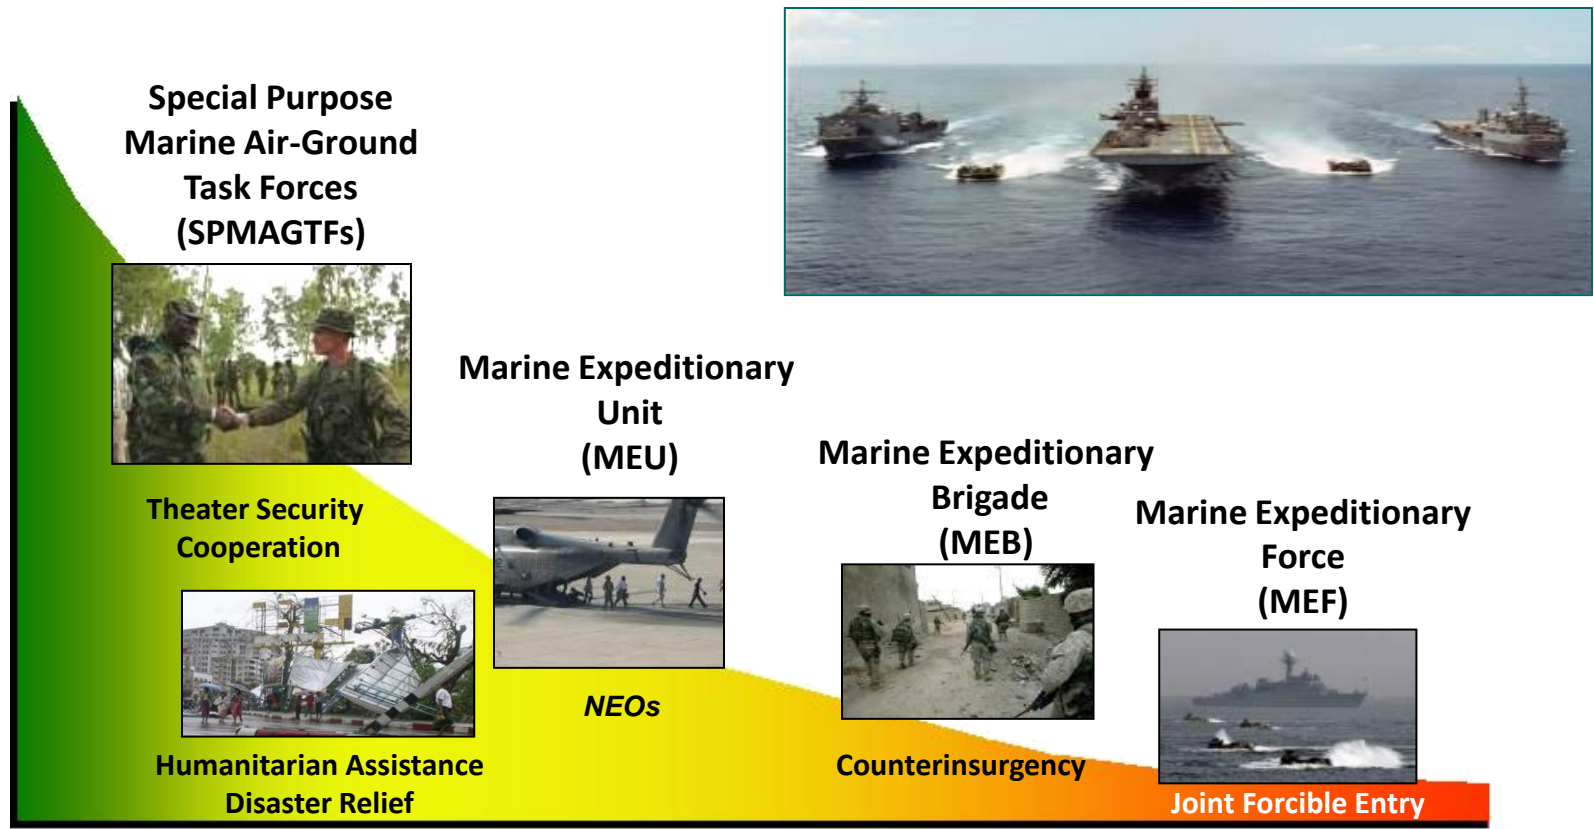 Special Purpose
Marine Air-Ground
Task Forces
(SPMAGTFs)
Theater Security
Cooperation
Humanitarian Assistance
Disaster Relief
Marine Expeditionary
Unit
(MEU)
NEOs
Marine Expeditionary
Brigade
(MEB)
Counterinsurgency
Marine Expeditionary
Force
(MEF)
Joint Forcible Entry